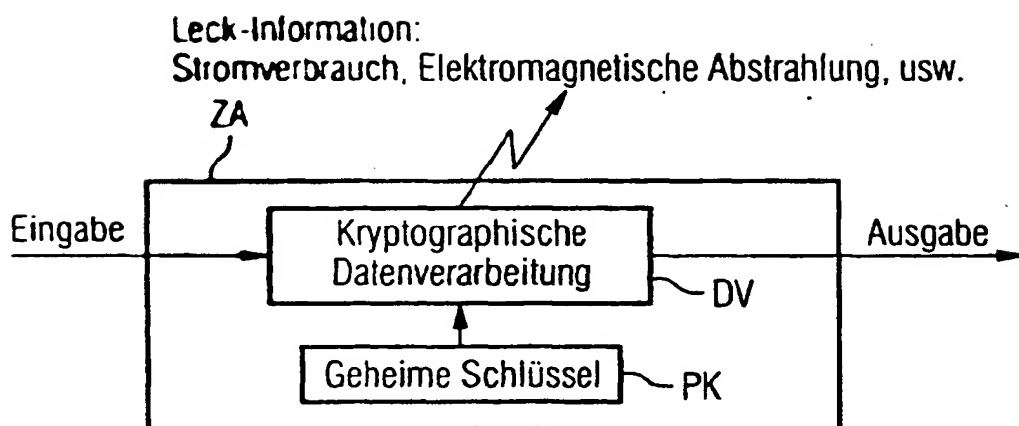 Leck-Information:
Stromverbrauch, Elektromagnetische Abstrahlung, usw.
ZA
Eingabe
Kryptographische
Datenverarbeitung
Ausgabe
DV
Geheime Schlüssel
PK